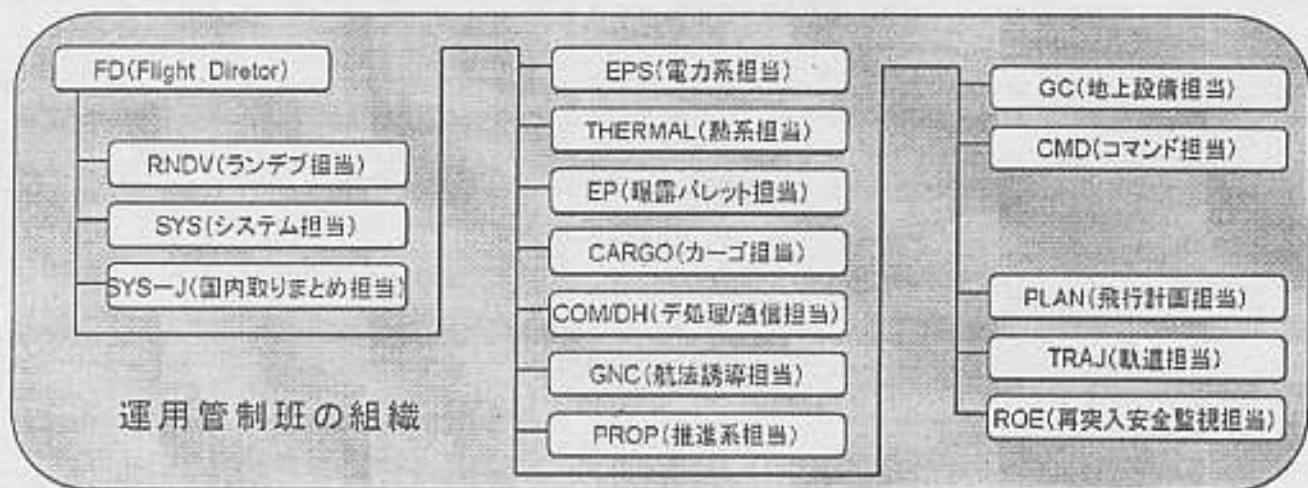 FD(Flight Diretor)
RNDV(ランデブ担当)
SYS(システム担当)
SYSーJ(国内取りまとめ担当)
運用管制班の組織
EPS(電力系担当)
THERMAL(熱系担当)
EP(曝露パレット担当)
CARGO(カーゴ担当)
COM/DH(デ処理/通信担当)
GNC(航法誘導担当)
PROP(推進系担当)
GC(地上設備担当)
CMD(コマンド担当)
PLAN(飛行計画担当)
TRAJ(軌道担当)
ROE(再突入安全監視担当)